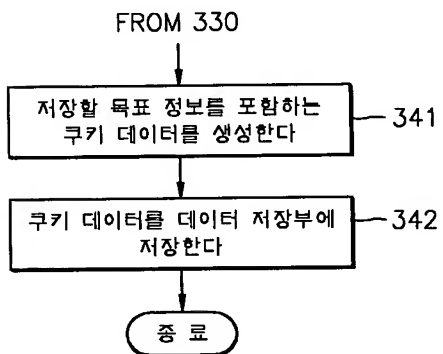 FROM 330
저장할 목표 정보를 포함하는
쿠키 데이터를 생성한다
341
쿠키 데이터를 데이터 저장부에
저장한다
342
종 료